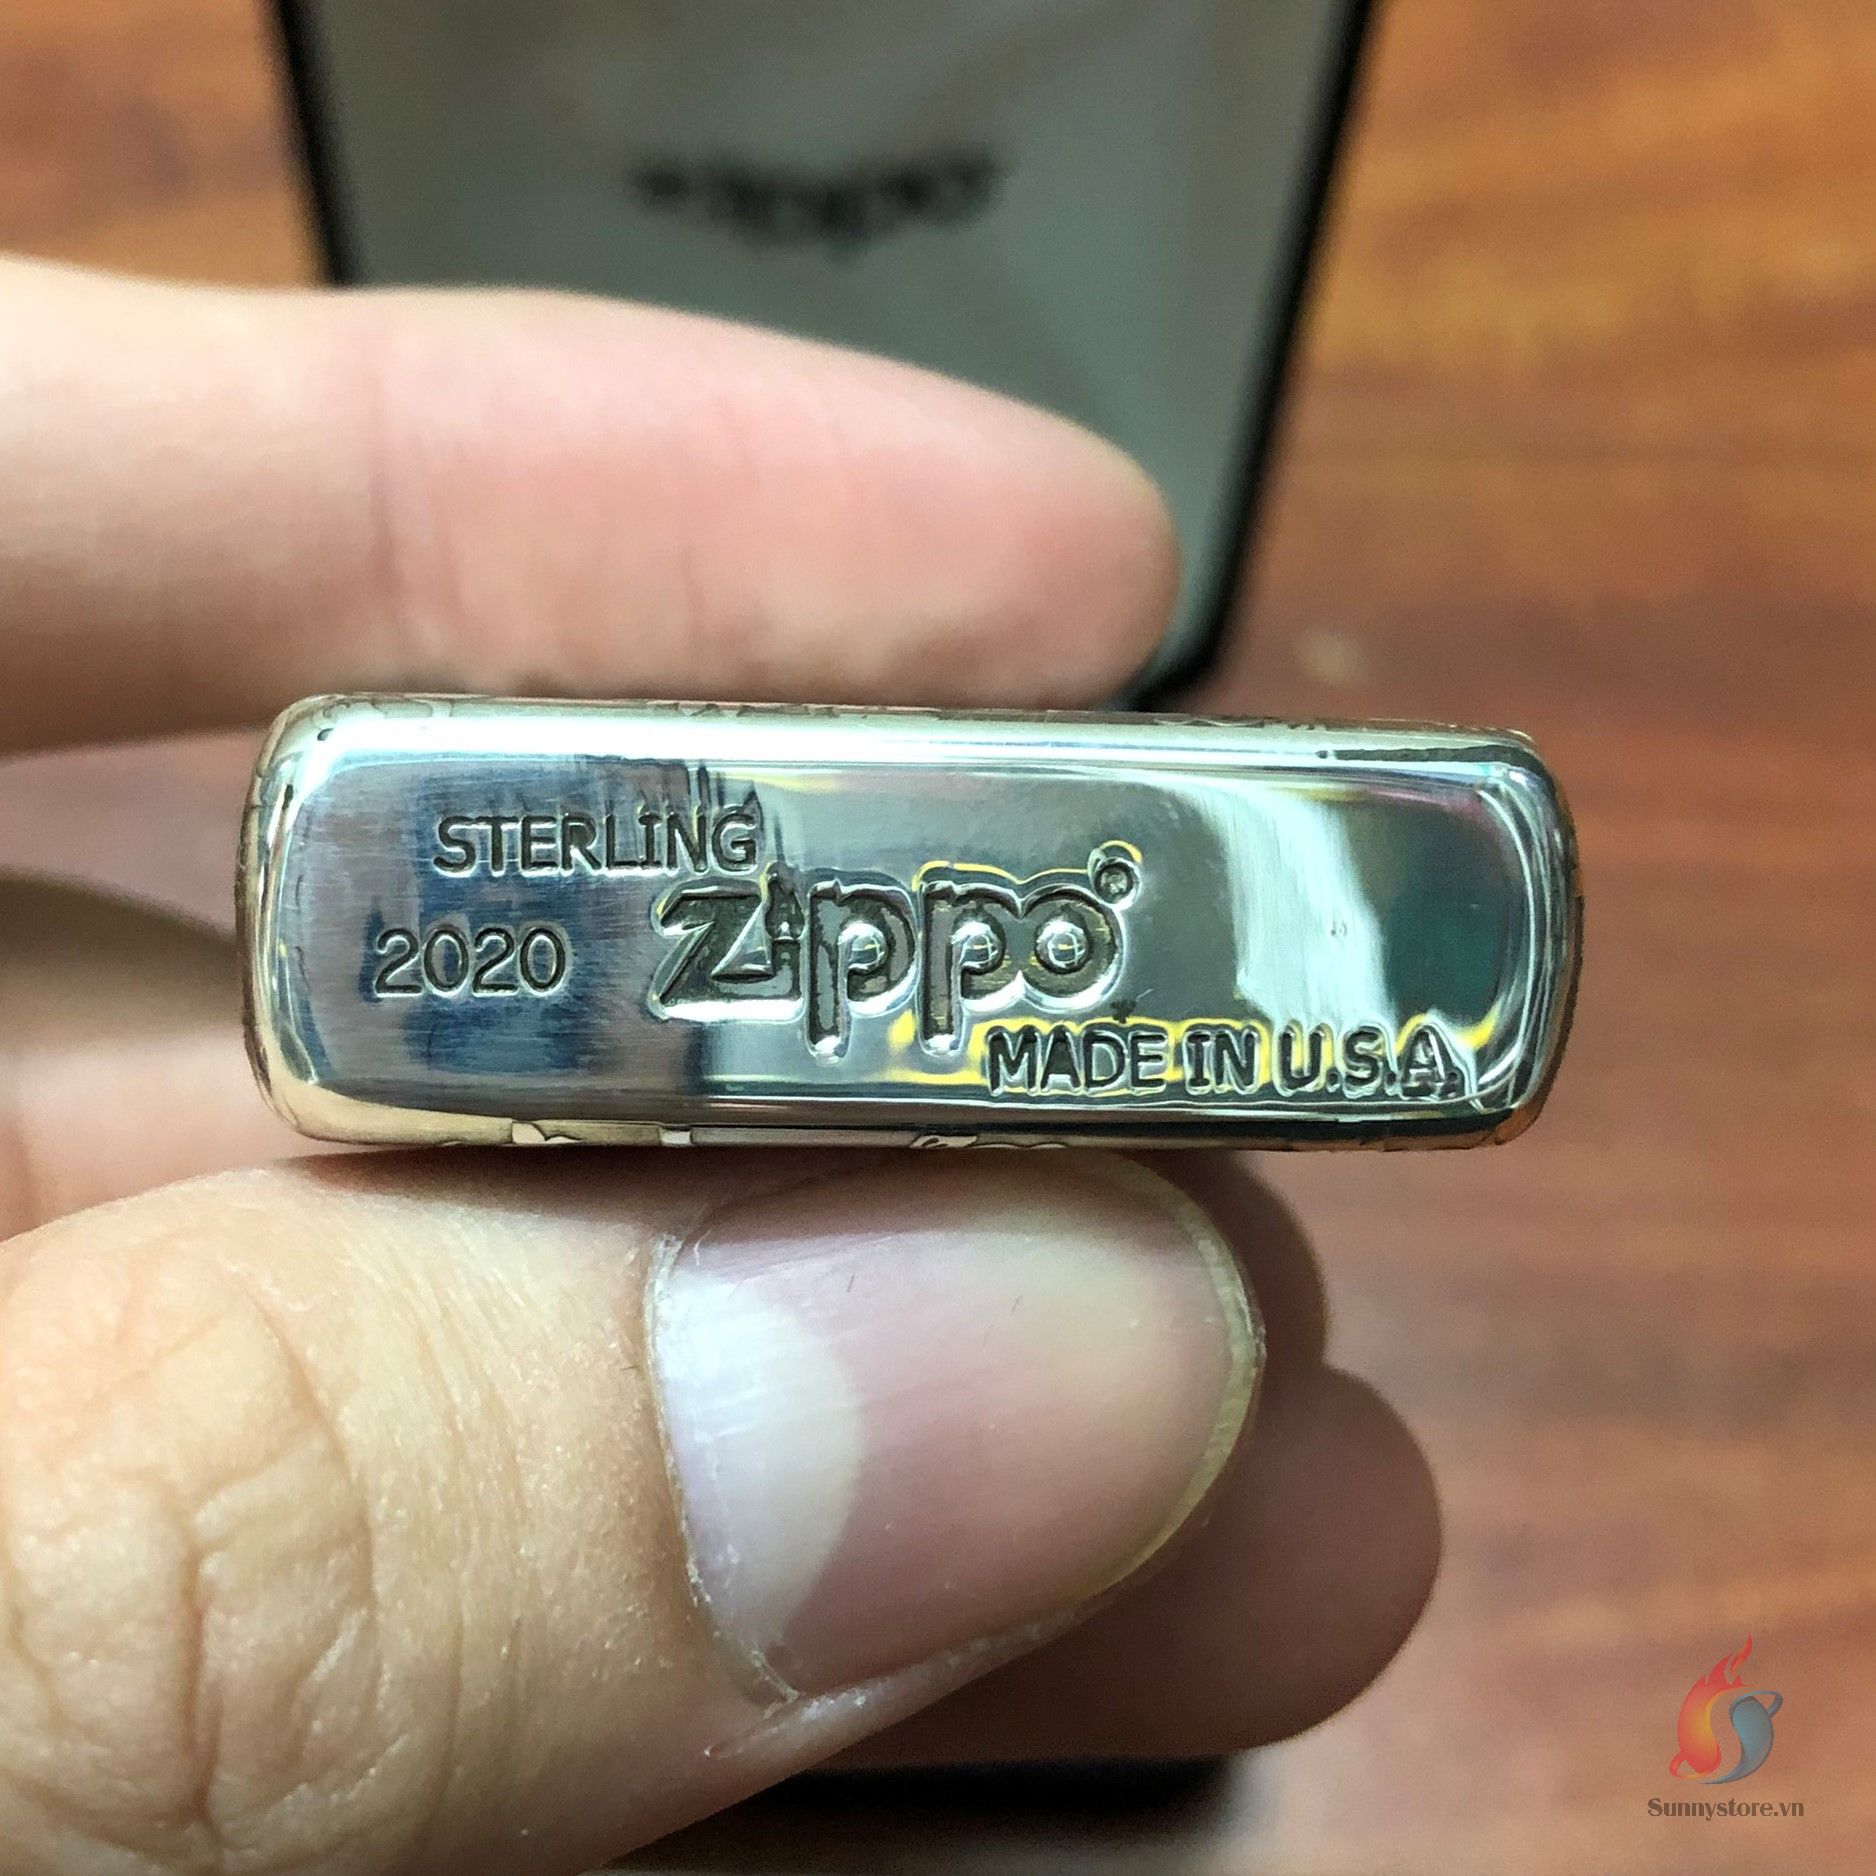 STERLING
2020
Zippo®
MADE IN U.S.A.
Sunnystore.vn